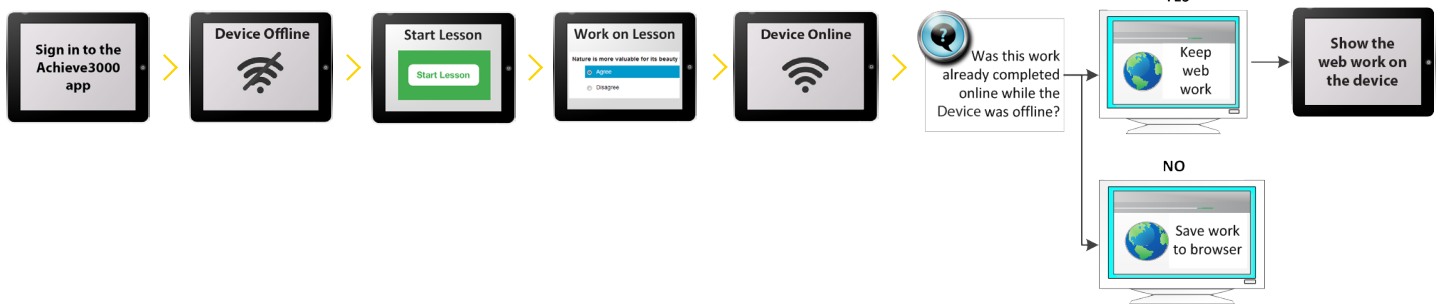 Sign in to the
Achieve3000
app
Device Offline
Start Lesson
Start Lesson
Work on Lesson
Nature is more valuable for its beauty
Agree
Disagree
Device Online
?
Was this work
already completed
online while the
Device was offline?
YES
Keep
web
work
Show the
web work on
the device
NO
Save work
to browser